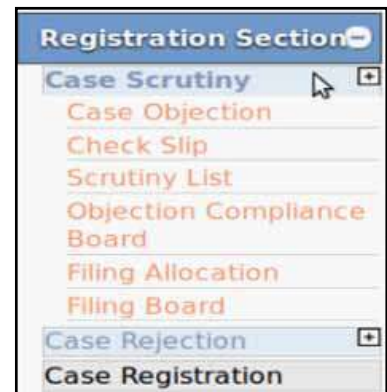 Registration Section
Case Scrutiny
Case Objection
Check Slip
Scrutiny List
Objection Compliance
Board
Filing Allocation
Filing Board
Case Rejection
Case Registration